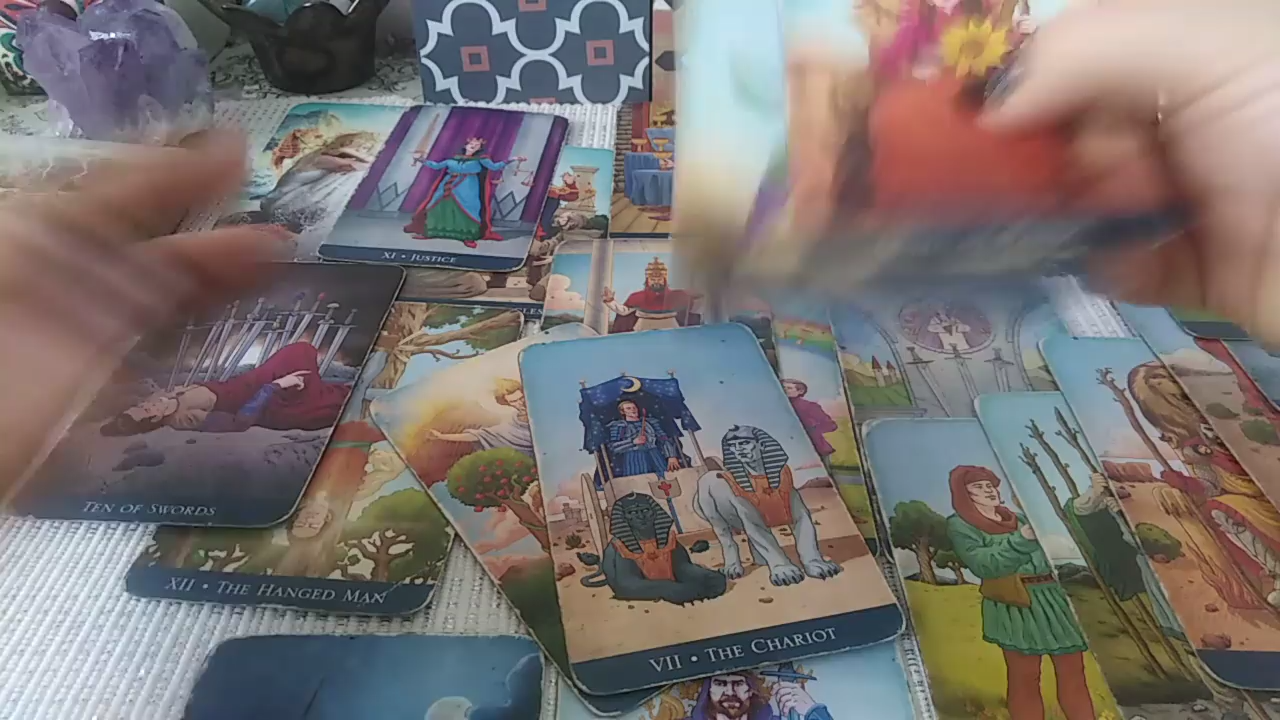 XI • JUSTICE
TEN OF SWORDS
XII • THE HANGED MAN
VII • THE CHARIOT